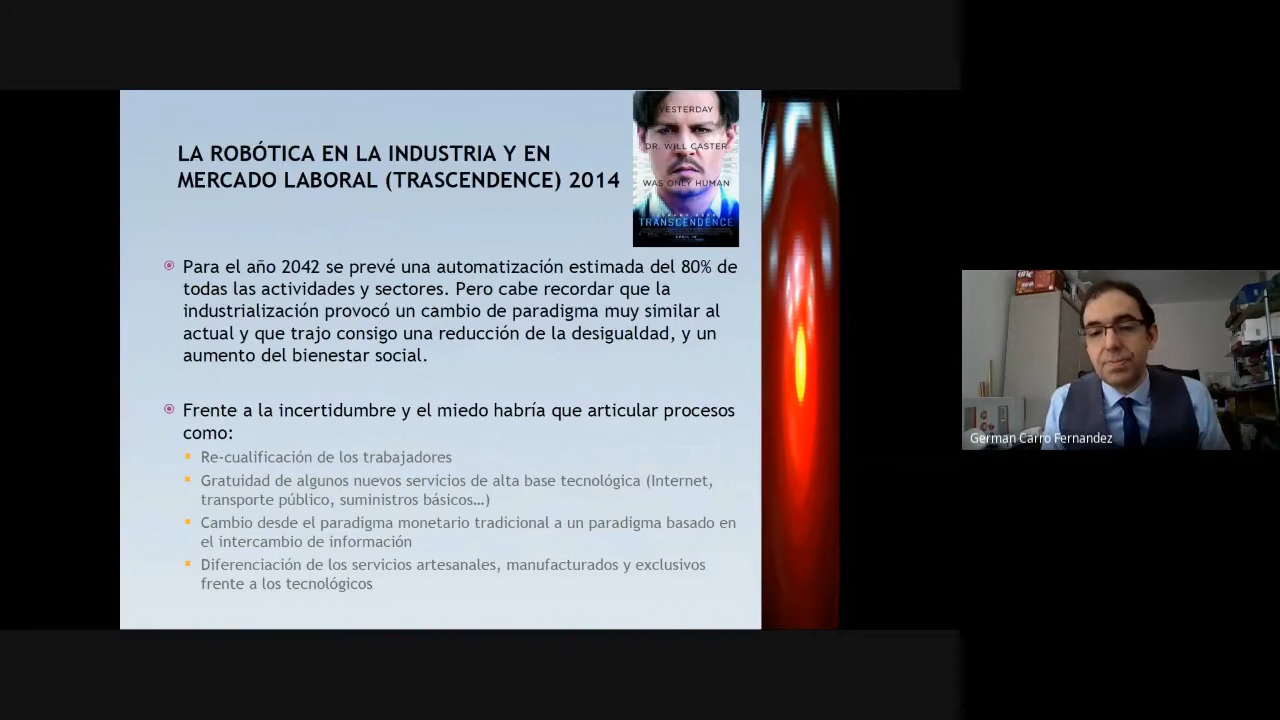 LA ROBÓTICA EN LA INDUSTRIA Y EN
MERCADO LABORAL (TRASCENDENCE) 2014
YESTERDAY
DR. WILL CASTER
WAS ONLY HUMAN
TRANSCENDENCE
Para el año 2042 se prevé una automatización estimada del 80% de
todas las actividades y sectores. Pero cabe recordar que la
industrialización provocó un cambio de paradigma muy similar al
actual y que trajo consigo una reducción de la desigualdad, y un
aumento del bienestar social.
Frente a la incertidumbre y el miedo habría que articular procesos
como:
Re-cualificación de los trabajadores
Gratuidad de algunos nuevos servicios de alta base tecnológica (Internet,
transporte público, suministros básicos…)
Cambio desde el paradigma monetario tradicional a un paradigma basado en
el intercambio de información
Diferenciación de los servicios artesanales, manufacturados y exclusivos
frente a los tecnológicos
German Carro Fernandez